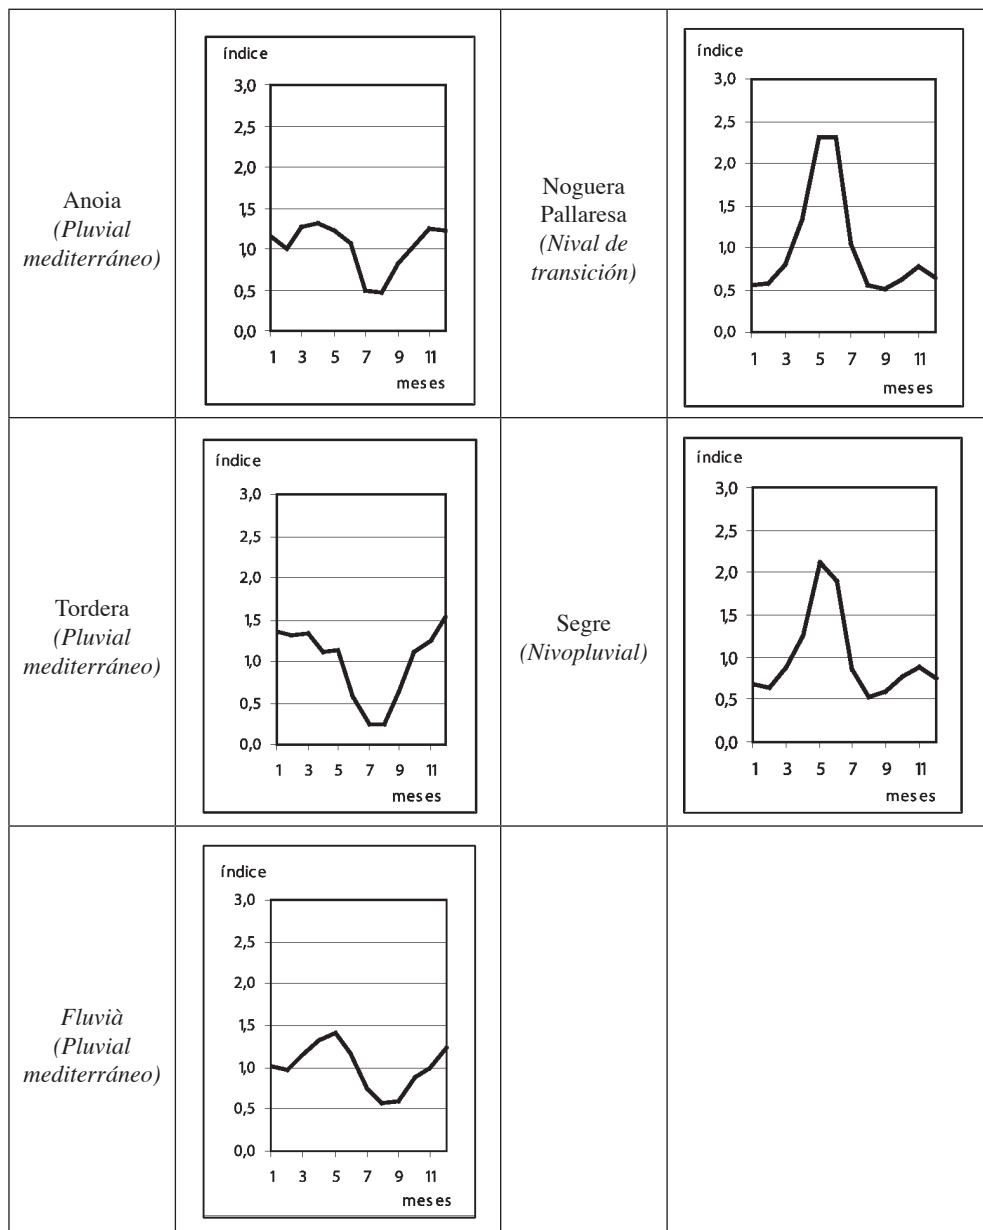 Anoia
(Pluvial
mediterráneo)
índice
3,0
2,5
2,0
1,5
1,0
0,5
0,0
1 3 5 7 9 11
meses
Noguera
Pallaresa
(Nival de
transición)
índice
3,0
2,5
2,0
1,5
1,0
0,5
0,0
1 3 5 7 9 11
meses
Tordera
(Pluvial
mediterráneo)
índice
3,0
2,5
2,0
1,5
1,0
0,5
0,0
1 3 5 7 9 11
meses
Segre
(Nivopluvial)
índice
3,0
2,5
2,0
1,5
1,0
0,5
0,0
1 3 5 7 9 11
meses
Fluvià
(Pluvial
mediterráneo)
índice
3,0
2,5
2,0
1,5
1,0
0,5
0,0
1 3 5 7 9 11
meses